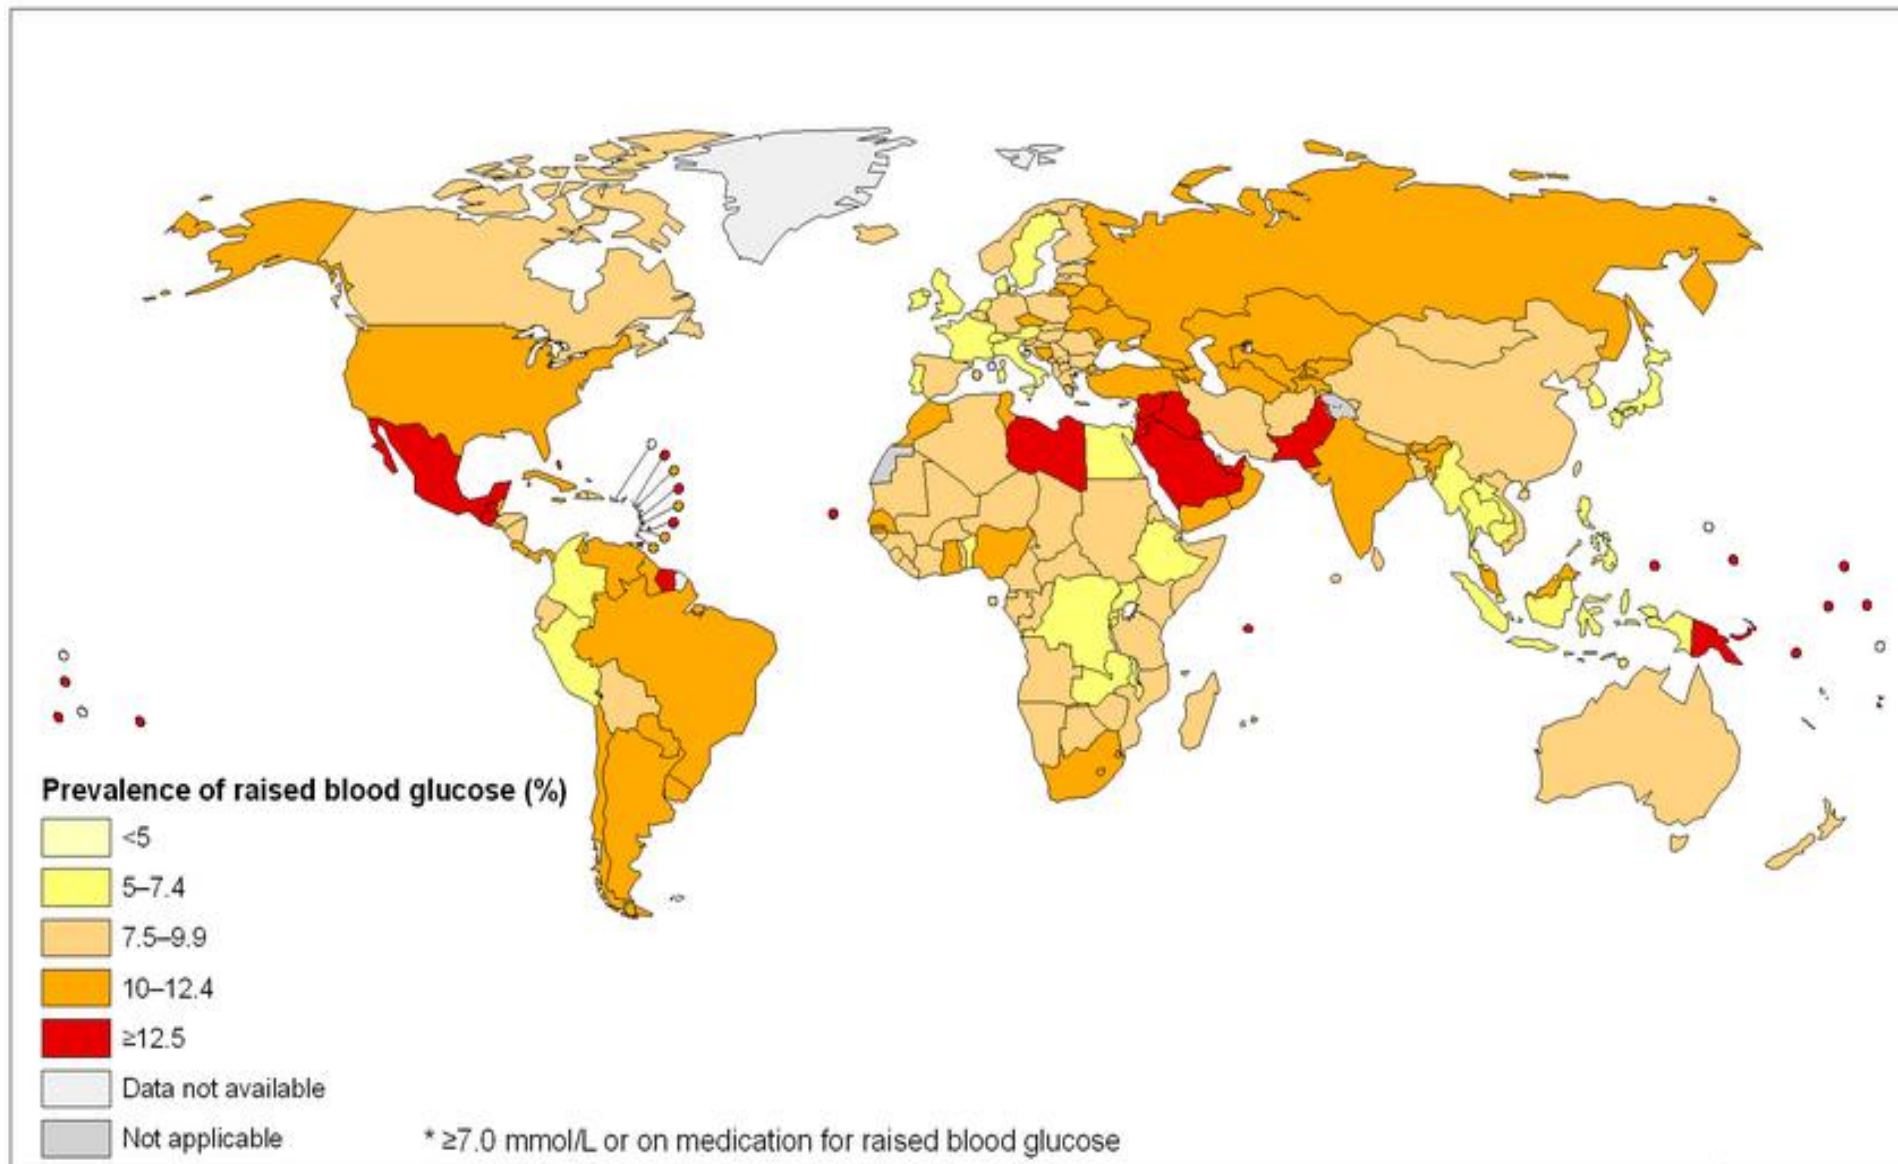 Prevalence of raised blood glucose (%)
<5
5–7.4
7.5–9.9
10–12.4
≥12.5
Data not available
Not applicable
* ≥7.0 mmol/L or on medication for raised blood glucose